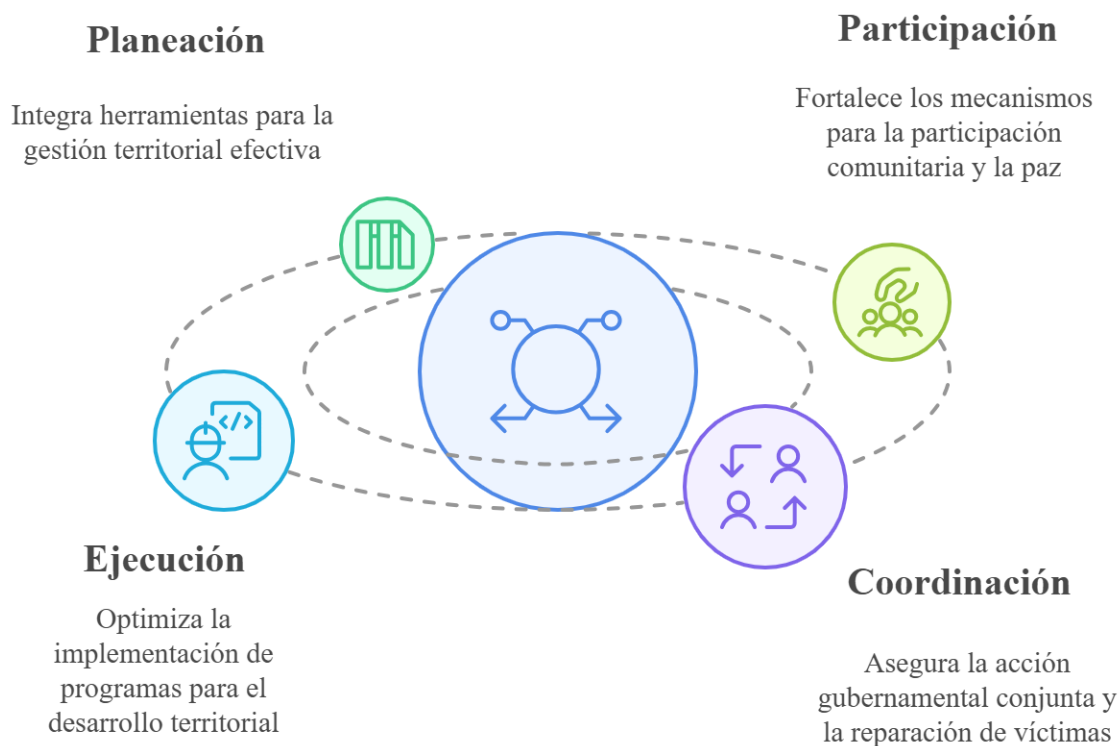 Planeación
Integra herramientas para la
gestión territorial efectiva
Participación
Fortalece los mecanismos
para la participación
comunitaria y la paz
</>
Ejecución
Optimiza la
implementación de
programas para el
desarrollo territorial
Coordinación
Asegura la acción
gubernamental conjunta y
la reparación de víctimas